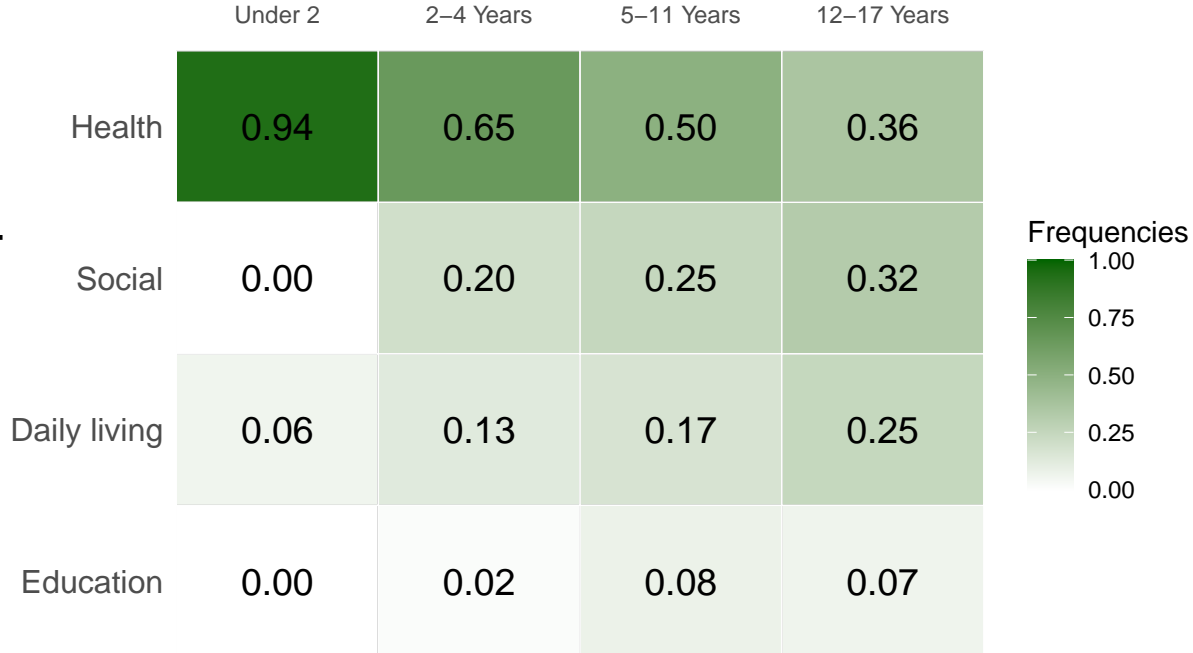 Under 2 2–4 Years 5–11 Years 12–17 Years
Health 0.94 0.65 0.50 0.36
Social 0.00 0.20 0.25 0.32
Daily living 0.06 0.13 0.17 0.25
Education 0.00 0.02 0.08 0.07
Frequencies
1.00
0.75
0.50
0.25
0.00